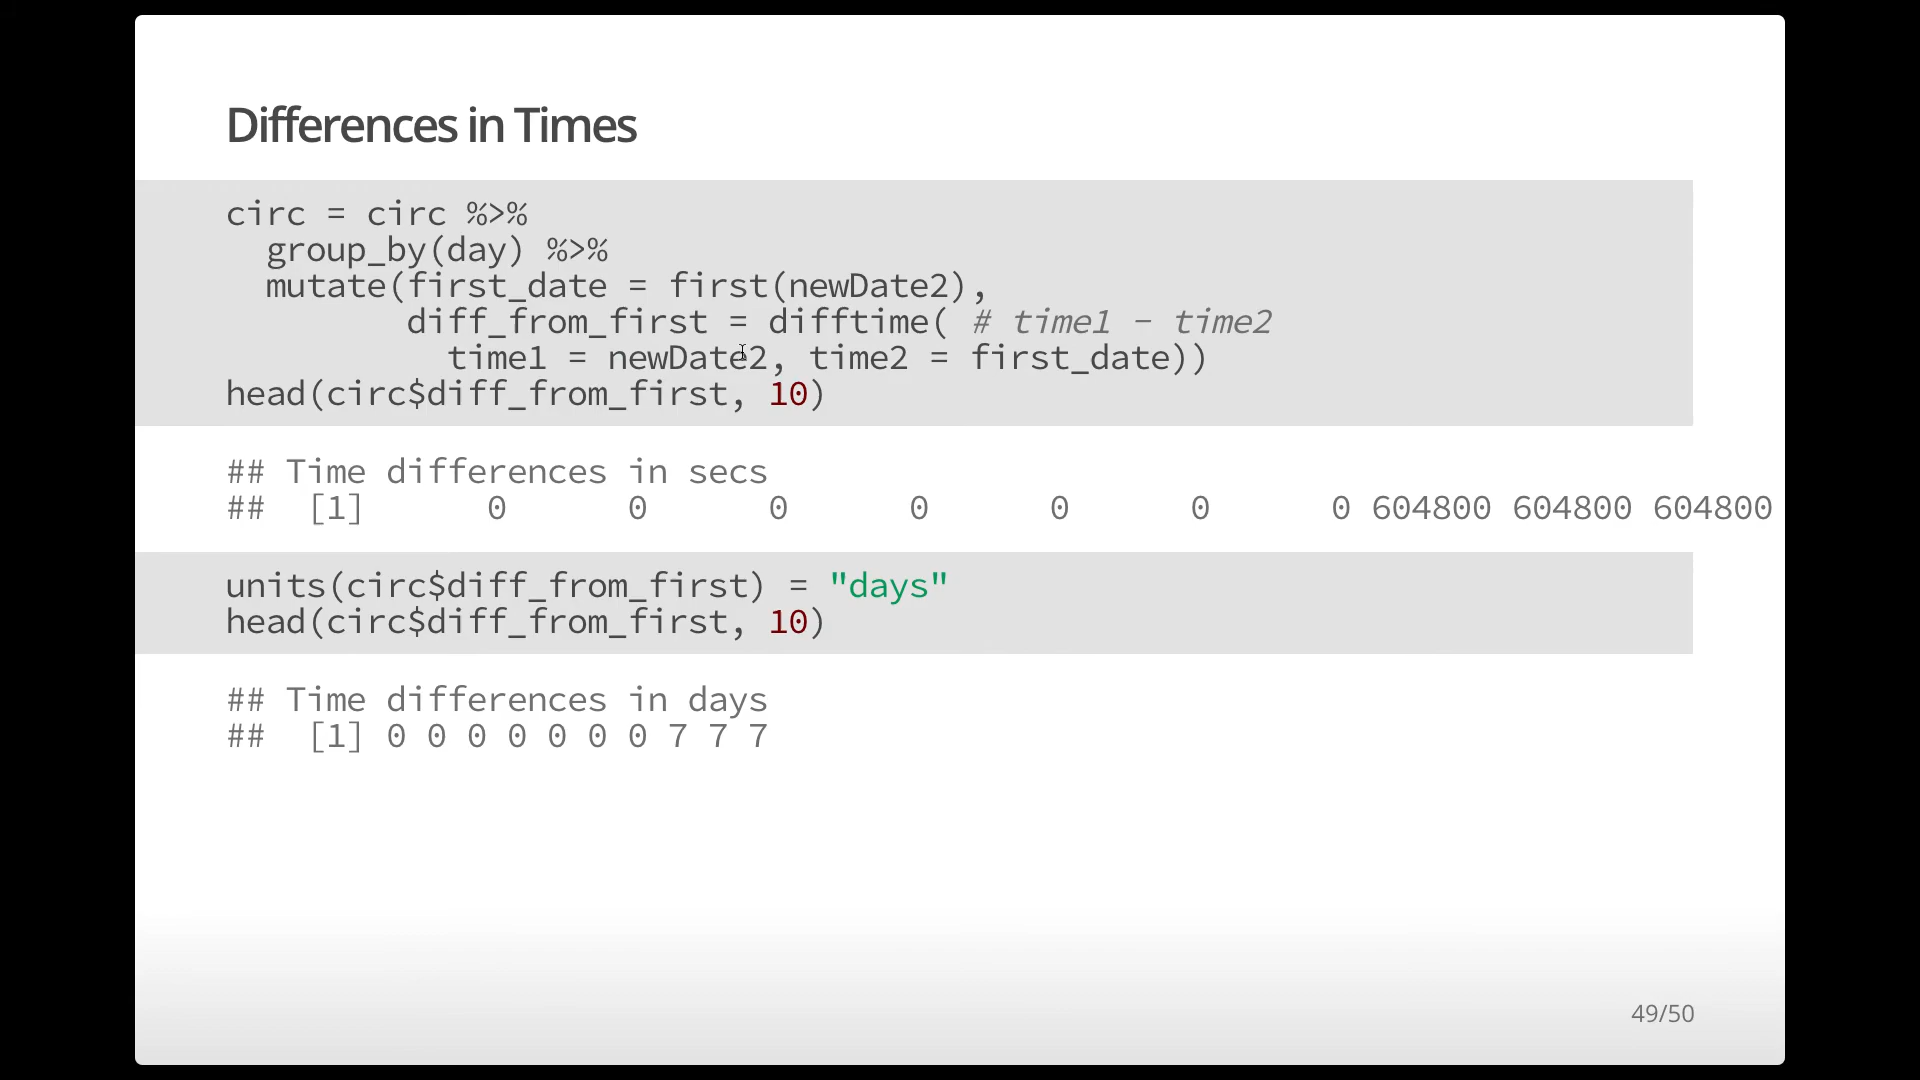 Differences in Times
circ = circ %>%
  group_by(day) %>%
  mutate(first_date = first(newDate2),
         diff_from_first = difftime( # time1 - time2
           time1 = newDate2, time2 = first_date))
head(circ$diff_from_first, 10)
## Time differences in secs
##  [1]      0      0      0      0      0      0      0 604800 604800 604800
units(circ$diff_from_first) = "days"
head(circ$diff_from_first, 10)
## Time differences in days
##  [1] 0 0 0 0 0 0 0 7 7 7
49/50